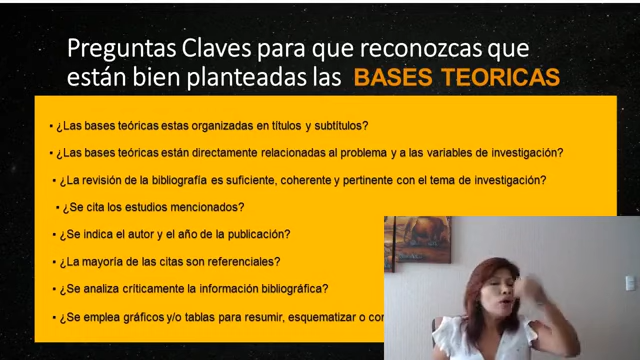 Preguntas Claves para que reconozcas que
están bien planteadas las BASES TEORICAS
▪ ¿Las bases teóricas estas organizadas en títulos y subtítulos?
▪ ¿Las bases teóricas están directamente relacionadas al problema y a las variables de investigación?
▪ ¿La revisión de la bibliografía es suficiente, coherente y pertinente con el tema de investigación?
▪ ¿Se cita los estudios mencionados?
▪ ¿Se indica el autor y el año de la publicación?
▪ ¿La mayoría de las citas son referenciales?
▪ ¿Se analiza críticamente la información bibliográfica?
▪ ¿Se emplea gráficos y/o tablas para resumir, esquematizar o